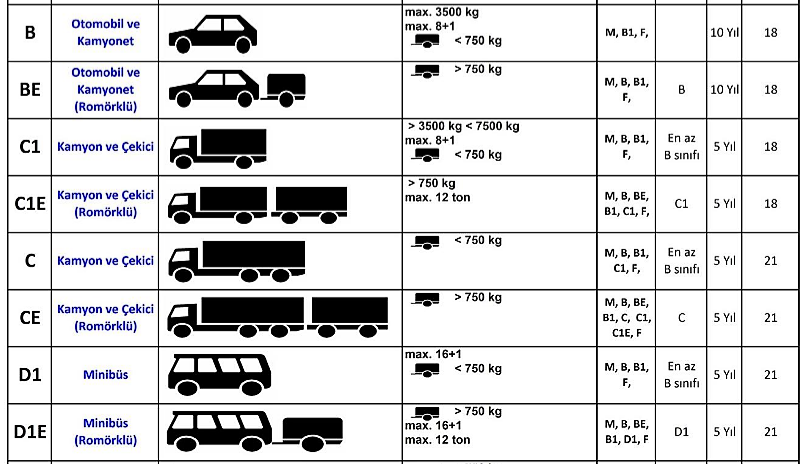 B
Otomobil ve
Kamyonet
max. 3500 kg
max. 8+1
< 750 kg
M, B1, F,
10 Yıl
18
BE
Otomobil ve
Kamyonet
(Romörklü)
> 750 kg
M, B, B1,
F,
B
10 Yıl
18
C1
Kamyon ve Çekici
> 3500 kg < 7500 kg
max. 8+1
< 750 kg
M, B, B1,
F,
En az
B sınıfı
5 Yıl
18
C1E
Kamyon ve Çekici
(Romörklü)
> 750 kg
max. 12 ton
M, B, BE,
B1, C1, F,
C1
5 Yıl
18
C
Kamyon ve Çekici
< 750 kg
M, B, B1,
C1, F,
En az
B sınıfı
5 Yıl
21
CE
Kamyon ve Çekici
(Romörklü)
> 750 kg
M, B, BE,
B1, C, C1,
C1E, F
C
5 Yıl
21
D1
Minibüs
max. 16+1
< 750 kg
M, B, B1,
F,
En az
B sınıfı
5 Yıl
21
D1E
Minibüs
(Romörklü)
> 750 kg
max. 16+1
max. 12 ton
M, B, BE,
B1, D1, F
D1
5 Yıl
21